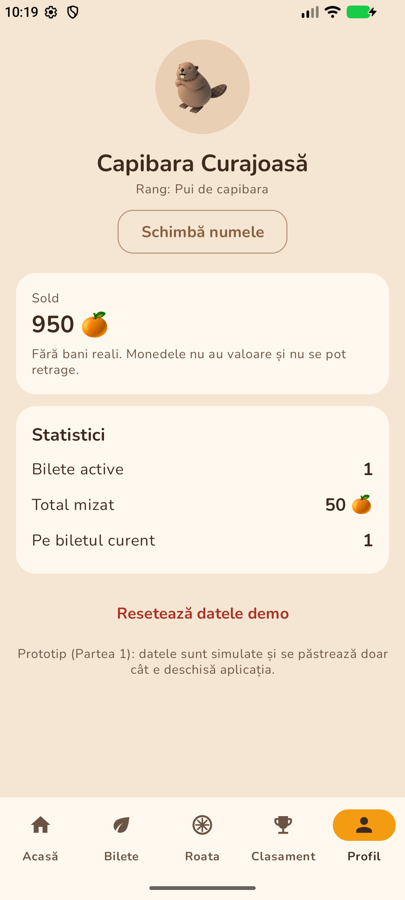 10:19
Capibara Curajoasă
Rang: Pui de capibara
Schimbă numele
Sold
950
Fără bani reali. Monedele nu au valoare și nu se pot
retrage.
Statistici
Bilete active 1
Total mizat 50
Pe biletul curent 1
Resetează datele demo
Prototip (Partea 1): datele sunt simulate și se păstrează doar
cât e deschisă aplicația.
Acasă Bilete Roata Clasament Profil